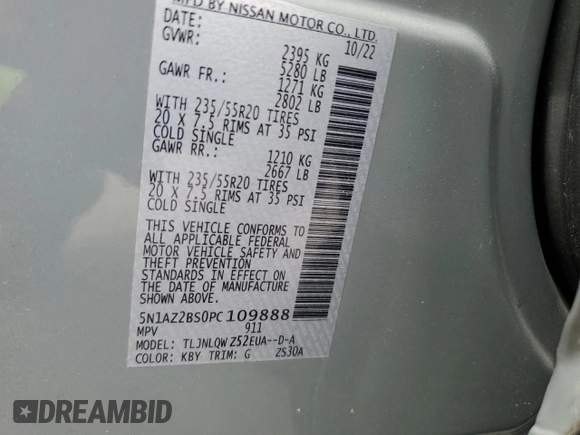 MFD BY NISSAN MOTOR CO., LTD.
DATE: 10/22
GVWR: 2395 KG
5280 LB
GAWR FR.: 1271 KG
2802 LB
WITH 235/55R20 TIRES
20 X 7.5 RIMS AT 35 PSI
COLD SINGLE
GAWR RR.: 1210 KG
2667 LB
WITH 235/55R20 TIRES
20 X 7.5 RIMS AT 35 PSI
COLD SINGLE
THIS VEHICLE CONFORMS TO
ALL APPLICABLE FEDERAL
MOTOR VEHICLE SAFETY AND
THEFT PREVENTION
STANDARDS IN EFFECT ON
THE DATE OF MANUFACTURE
SHOWN ABOVE.
5N1AZ2BS0PC109888
MPV 911
MODEL: TLJNLQW Z52EUA--D-A
COLOR: KBY TRIM: G ZS30A
DREAMBID